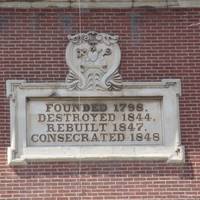 FOUNDED 1798.
DESTROYED 1844,
REBUILT 1847,
CONSECRATED 1848